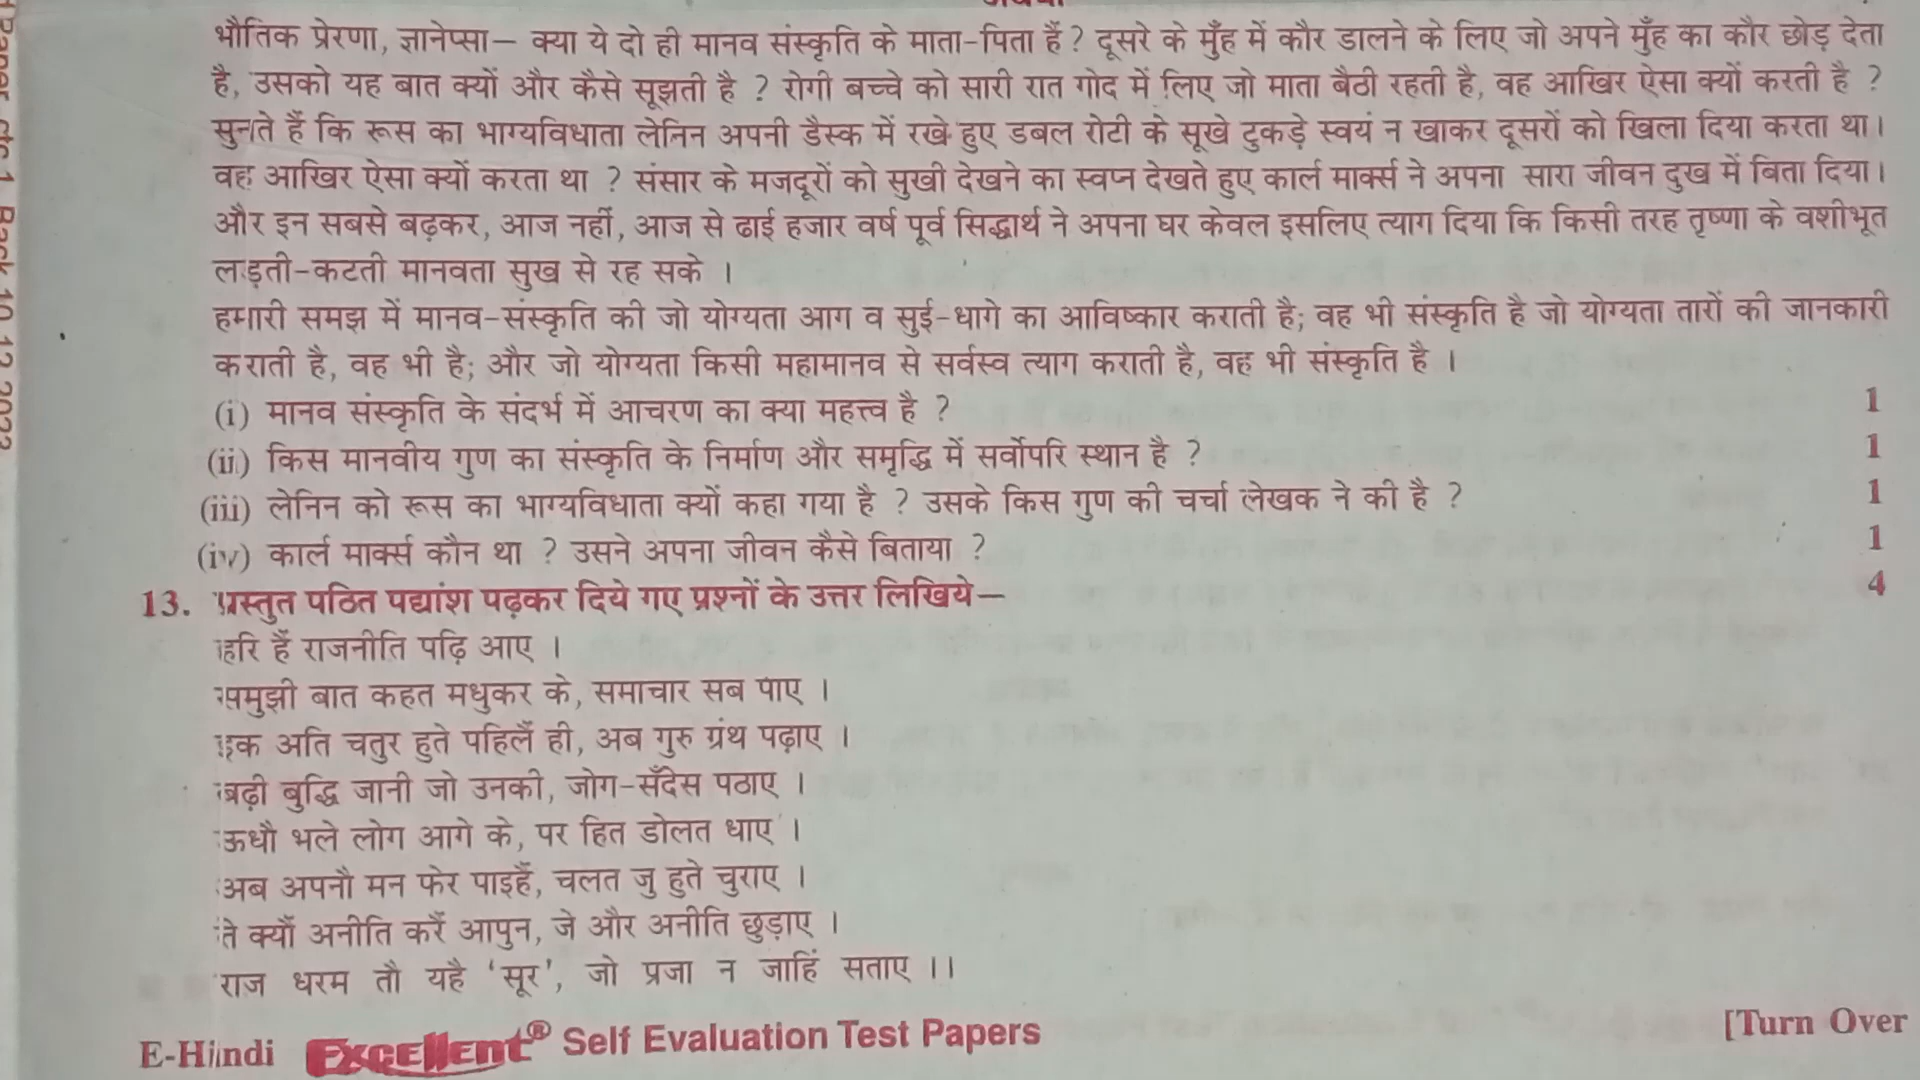 भौतिक प्रेरणा, ज्ञानेप्सा— क्या ये दो ही मानव संस्कृति के माता-पिता हैं ? दूसरे के मुँह में कौर डालने के लिए जो अपने मुँह का कौर छोड़ देता
है, उसको यह बात क्यों और कैसे सूझती है ? रोगी बच्चे को सारी रात गोद में लिए जो माता बैठी रहती है, वह आखिर ऐसा क्यों करती है ?
सुनते हैं कि रूस का भाग्यविधाता लेनिन अपनी डैस्क में रखे हुए डबल रोटी के सूखे टुकड़े स्वयं न खाकर दूसरों को खिला दिया करता था।
वह आखिर ऐसा क्यों करता था ? संसार के मजदूरों को सुखी देखने का स्वप्न देखते हुए कार्ल मार्क्स ने अपना सारा जीवन दुख में बिता दिया।
और इन सबसे बढ़कर, आज नहीं, आज से ढाई हजार वर्ष पूर्व सिद्धार्थ ने अपना घर केवल इसलिए त्याग दिया कि किसी तरह तृष्णा के वशीभूत
लड़ती-कटती मानवता सुख से रह सके ।
हमारी समझ में मानव-संस्कृति की जो योग्यता आग व सुई-धागे का आविष्कार कराती है; वह भी संस्कृति है जो योग्यता तारों की जानकारी
कराती है, वह भी है; और जो योग्यता किसी महामानव से सर्वस्व त्याग कराती है, वह भी संस्कृति है ।
(i) मानव संस्कृति के संदर्भ में आचरण का क्या महत्त्व है ? 1
(ii) किस मानवीय गुण का संस्कृति के निर्माण और समृद्धि में सर्वोपरि स्थान है ? 1
(iii) लेनिन को रूस का भाग्यविधाता क्यों कहा गया है ? उसके किस गुण की चर्चा लेखक ने की है ? 1
(iv) कार्ल मार्क्स कौन था ? उसने अपना जीवन कैसे बिताया ? 1
13. प्रस्तुत पठित पद्यांश पढ़कर दिये गए प्रश्नों के उत्तर लिखिये— 4
हरि हैं राजनीति पढ़ि आए ।
समुझी बात कहत मधुकर के, समाचार सब पाए ।
इक अति चतुर हुते पहिलैं ही, अब गुरु ग्रंथ पढ़ाए ।
बढ़ी बुद्धि जानी जो उनकी, जोग-सँदेस पठाए ।
ऊधौ भले लोग आगे के, पर हित डोलत धाए ।
अब अपनौ मन फेर पाइहैं, चलत जु हुते चुराए ।
ते क्यौं अनीति करैं आपुन, जे और अनीति छुड़ाए ।
राज धरम तौ यहै 'सूर', जो प्रजा न जाहिं सताए ।।
E-Hindi Excellent® Self Evaluation Test Papers [Turn Over